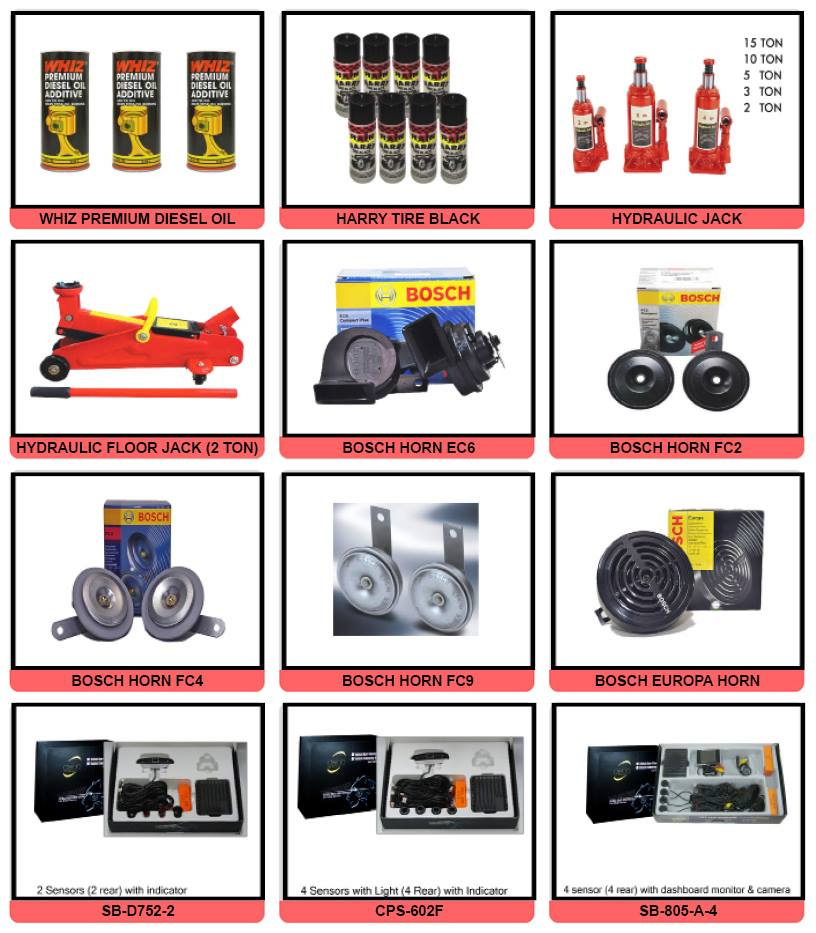 WHIZ WHIZ WHIZ
PREMIUM PREMIUM PREMIUM
DIESEL OIL DIESEL OIL DIESEL OIL
ADDITIVE ADDITIVE ADDITIVE
15 TON
10 TON
5 TON
3 TON
2 TON
WHIZ PREMIUM DIESEL OIL
HARRY TIRE BLACK
HYDRAULIC JACK
BOSCH
BOSCH
HYDRAULIC FLOOR JACK (2 TON)
BOSCH HORN EC6
BOSCH HORN FC2
BOSCH
Europa
BOSCH
BOSCH HORN FC4
BOSCH HORN FC9
BOSCH EUROPA HORN
2 Sensors (2 rear) with indicator
4 Sensors with Light (4 Rear) with Indicator
4 sensor (4 rear) with dashboard monitor & camera
SB-D752-2
CPS-602F
SB-805-A-4